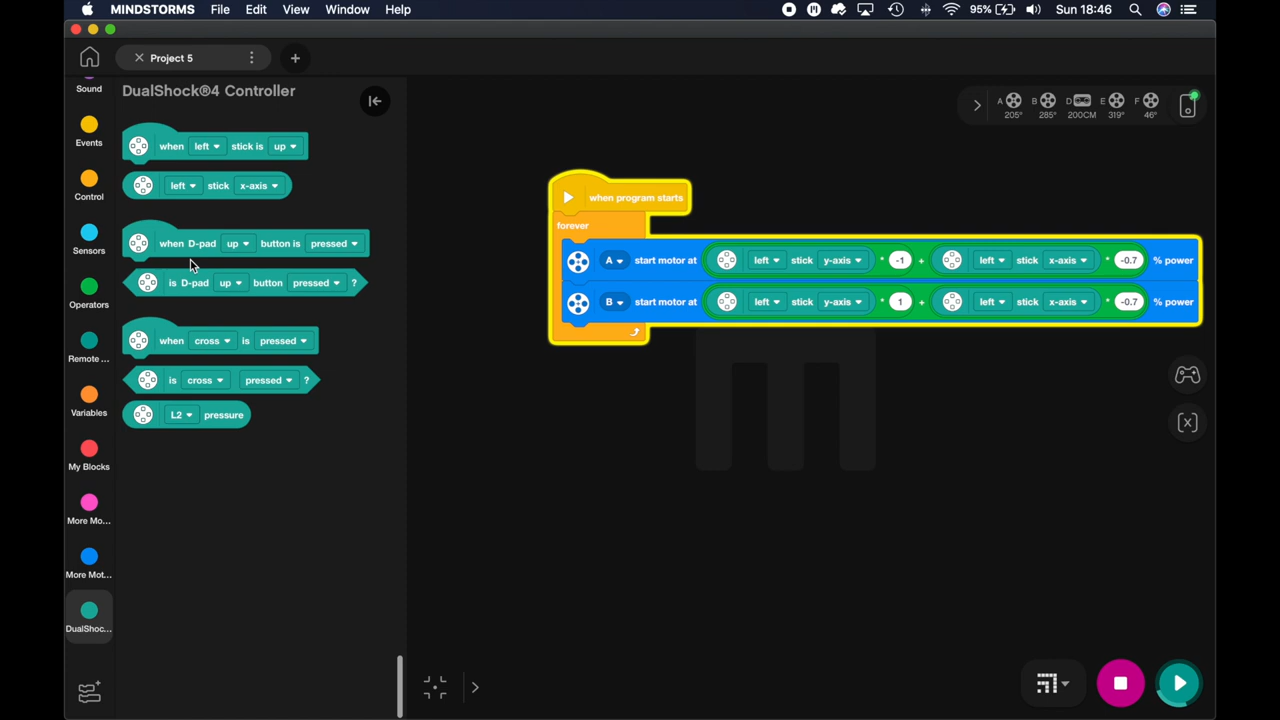 MINDSTORMS File Edit View Window Help 95% Sun 18:46
Project 5
DualShock®4 Controller
Sound
Events
Control
Sensors
Operators
Remote ...
Variables
My Blocks
More Mo...
More Mot...
DualShoc...
when left stick is up
left stick x-axis
when D-pad up button is pressed
is D-pad up button pressed ?
when cross is pressed
is cross pressed ?
L2 pressure
A 205° B 285° D 200CM E 319° F 46°
when program starts
forever
A start motor at left stick y-axis * -1 + left stick x-axis * -0.7 % power
B start motor at left stick y-axis * 1 + left stick x-axis * -0.7 % power
[x]